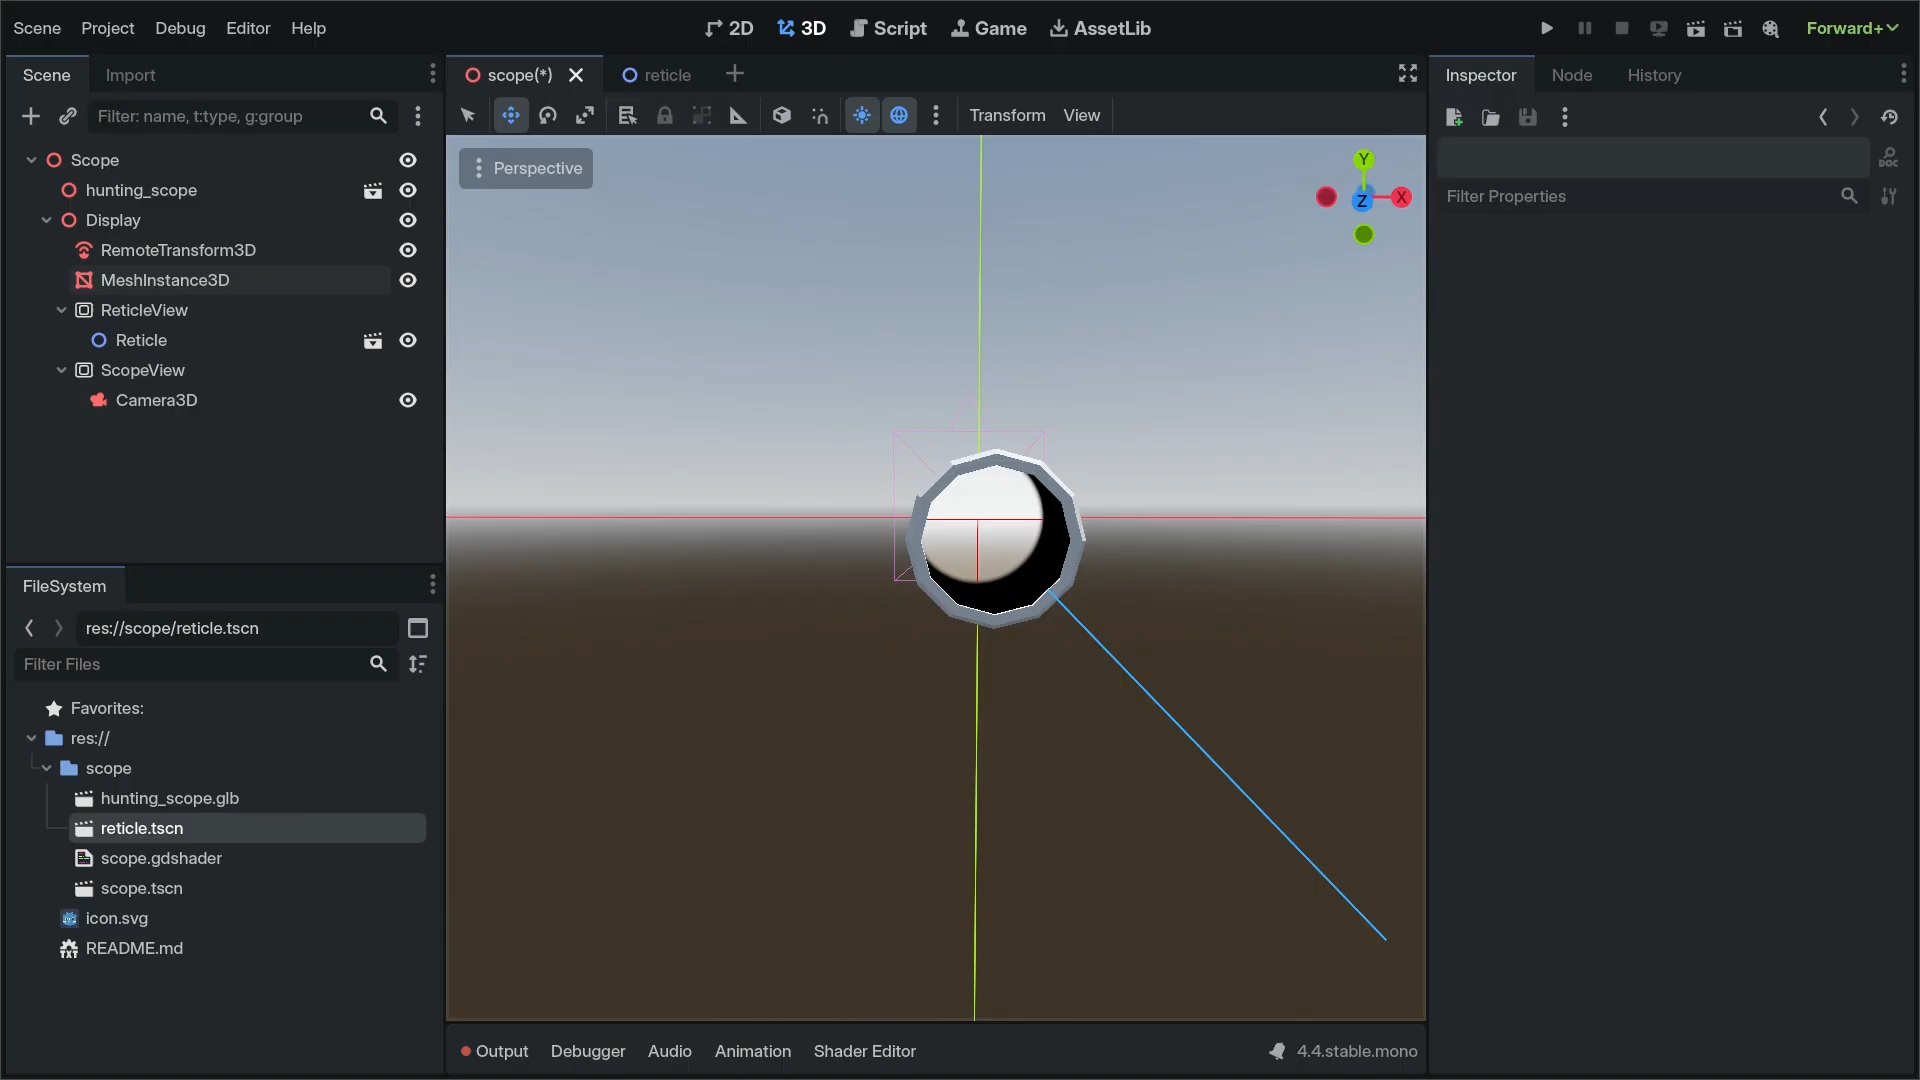 Scene Project Debug Editor Help 2D 3D Script Game AssetLib Forward+
Scene Import
scope(*) reticle
Inspector Node History
Filter: name, t:type, g:group
Transform View
Scope
hunting_scope
Display
RemoteTransform3D
MeshInstance3D
ReticleView
Reticle
ScopeView
Camera3D
Perspective
Y
Z X
Filter Properties
DOC
FileSystem
res://scope/reticle.tscn
Filter Files
Favorites:
res://
scope
hunting_scope.glb
reticle.tscn
scope.gdshader
scope.tscn
icon.svg
README.md
Output Debugger Audio Animation Shader Editor 4.4.stable.mono